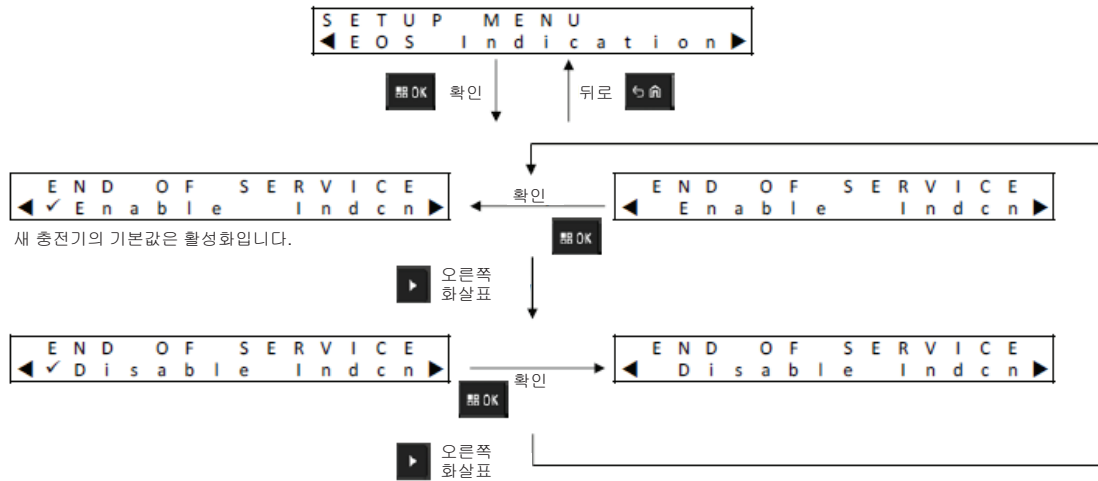 SETUP MENU
◀EOS Indication▶
OK 확인
뒤로
END OF SERVICE
◀✓Enable Indcn▶
확인
END OF SERVICE
◀ Enable Indcn▶
새 충전기의 기본값은 활성화입니다.
OK
오른쪽
화살표
END OF SERVICE
◀✓Disable Indcn▶
확인
END OF SERVICE
◀ Disable Indcn▶
OK
오른쪽
화살표